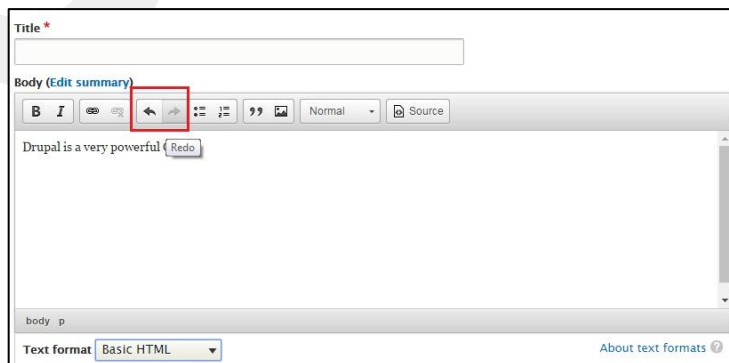 Title *
Body (Edit summary)
B I Normal Source
Drupal is a very powerful
Redo
body p
Text format Basic HTML About text formats ?